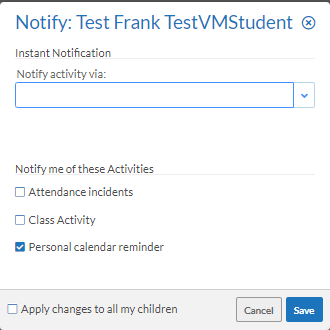 Notify: Test Frank TestVMStudent
Instant Notification
Notify activity via:
Notify me of these Activities
Attendance incidents
Class Activity
Personal calendar reminder
Apply changes to all my children
Cancel
Save